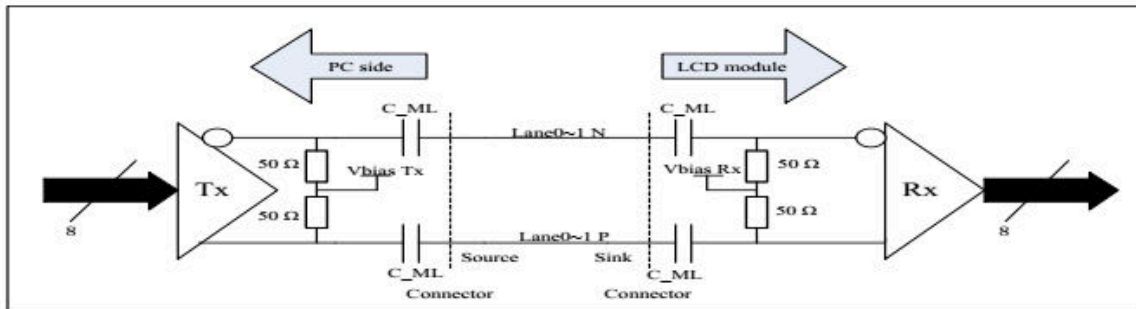 PC side
LCD module
C_ML
C_ML
Lane0~1 N
50 Ω
Vbias Tx
Vbias Rx
50 Ω
Tx
Rx
50 Ω
50 Ω
8
8
Lane0~1 P
Source
Sink
C_ML
C_ML
Connector
Connector